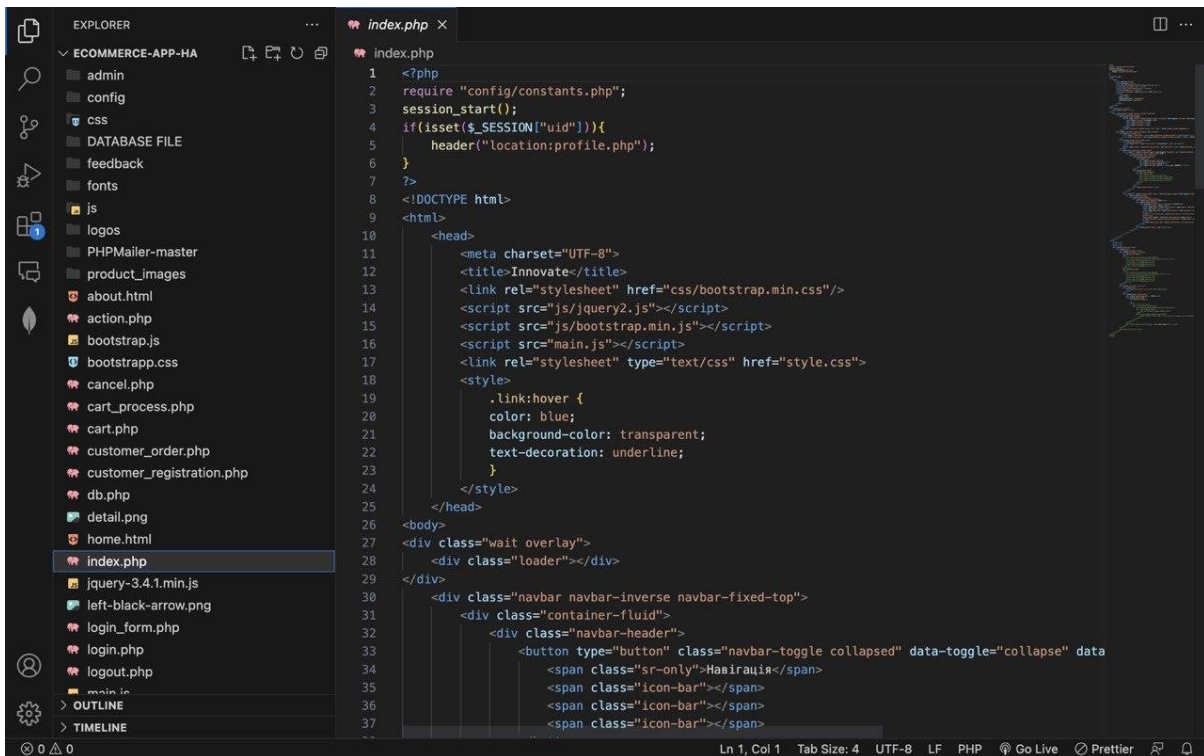 EXPLORER
ECOMMERCE-APP-HA
admin
config
css
DATABASE FILE
feedback
fonts
js
logos
PHPMailer-master
product_images
about.html
action.php
bootstrap.js
bootstrapp.css
cancel.php
cart_process.php
cart.php
customer_order.php
customer_registration.php
db.php
detail.png
home.html
index.php
jquery-3.4.1.min.js
left-black-arrow.png
login_form.php
login.php
logout.php
main.js
OUTLINE
TIMELINE
1
index.php
index.php
1 <?php
2 require "config/constants.php";
3 session_start();
4 if(isset($_SESSION["uid"])){
5 header("location:profile.php");
6 }
7 ?>
8 <!DOCTYPE html>
9 <html>
10 <head>
11 <meta charset="UTF-8">
12 <title>Innovate</title>
13 <link rel="stylesheet" href="css/bootstrap.min.css"/>
14 <script src="js/jquery2.js"></script>
15 <script src="js/bootstrap.min.js"></script>
16 <script src="main.js"></script>
17 <link rel="stylesheet" type="text/css" href="style.css">
18 <style>
19 .link:hover {
20 color: blue;
21 background-color: transparent;
22 text-decoration: underline;
23 }
24 </style>
25 </head>
26 <body>
27 <div class="wait overlay">
28 <div class="loader"></div>
29 </div>
30 <div class="navbar navbar-inverse navbar-fixed-top">
31 <div class="container-fluid">
32 <div class="navbar-header">
33 <button type="button" class="navbar-toggle collapsed" data-toggle="collapse" data
34 <span class="sr-only">Навігація</span>
35 <span class="icon-bar"></span>
36 <span class="icon-bar"></span>
37 <span class="icon-bar"></span>
0 0 Ln 1, Col 1 Tab Size: 4 UTF-8 LF PHP Go Live Prettier